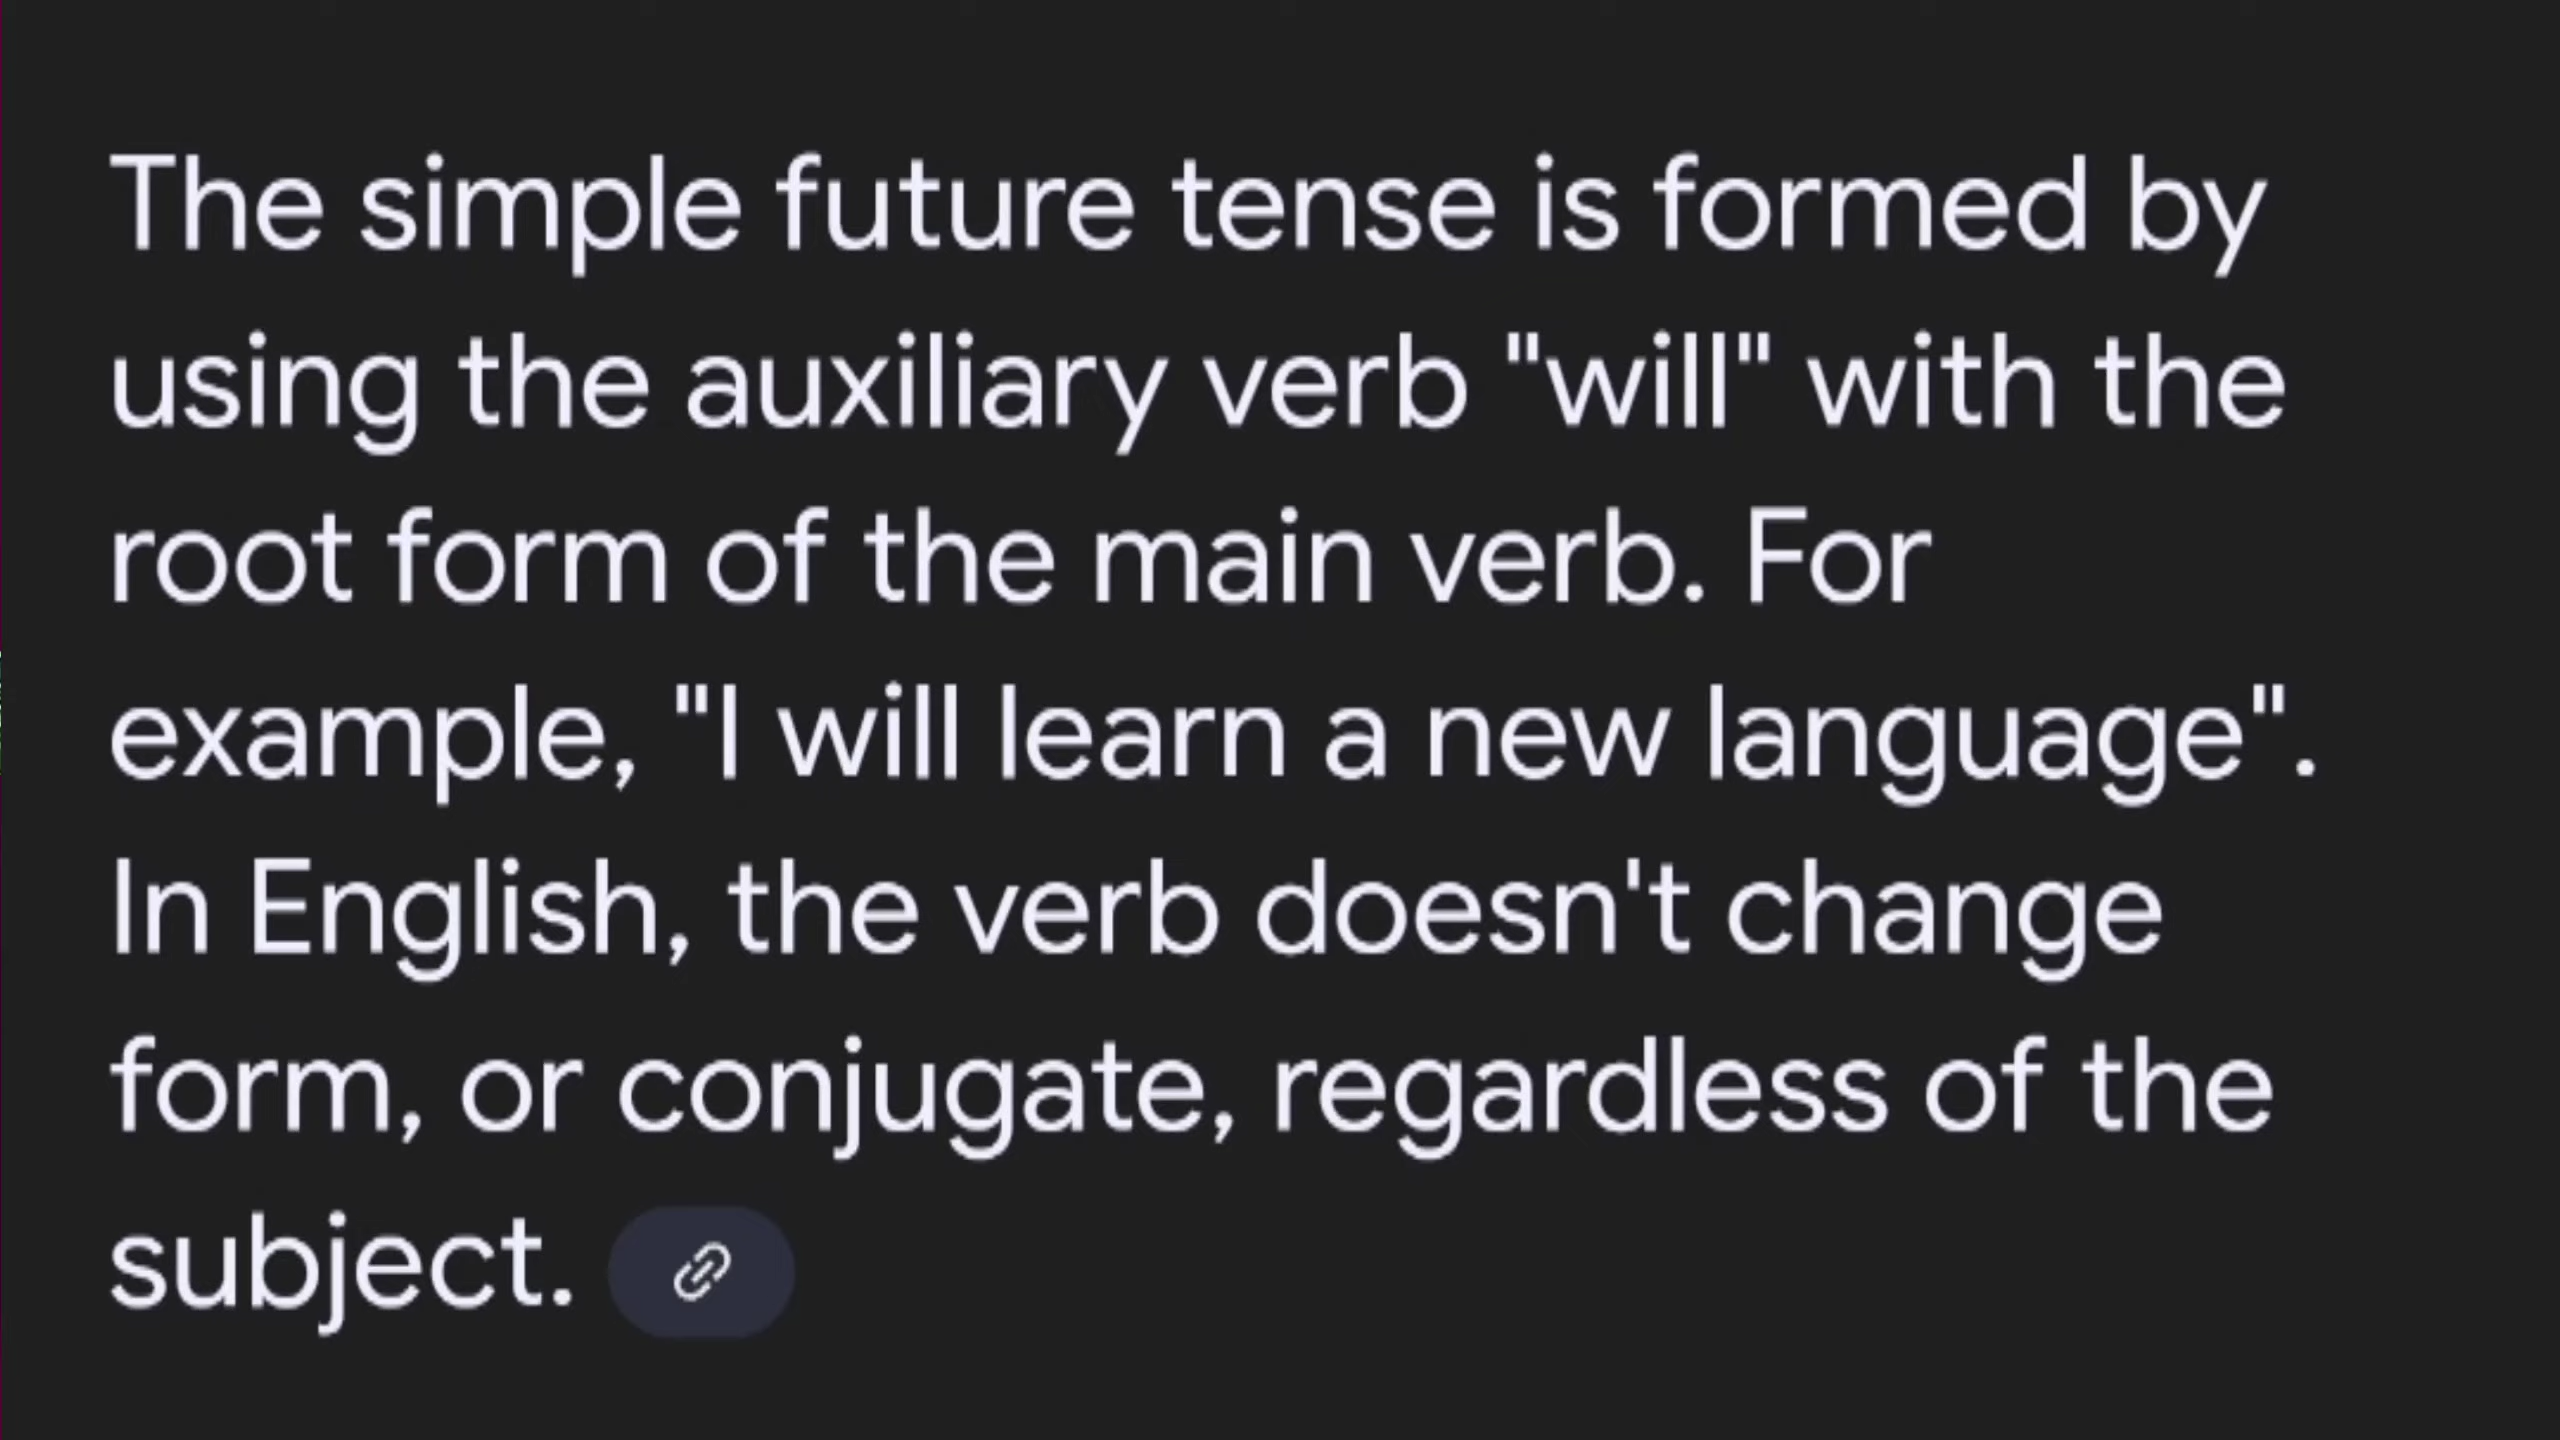 The simple future tense is formed by
using the auxiliary verb "will" with the
root form of the main verb. For
example, "I will learn a new language".
In English, the verb doesn't change
form, or conjugate, regardless of the
subject.